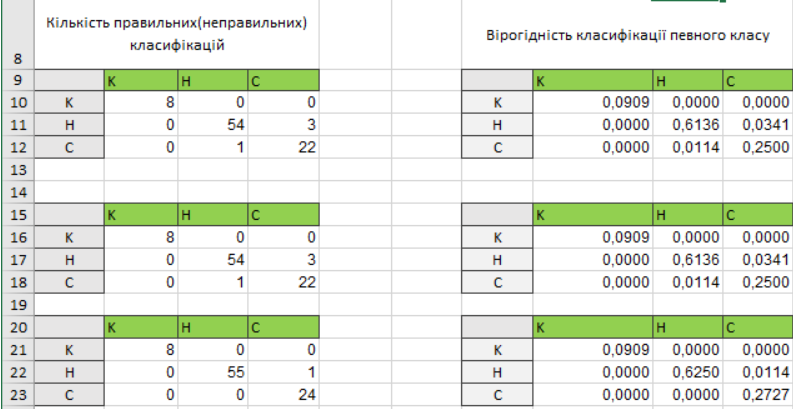 Кількість правильних(неправильних)
класифікацій
Вірогідність класифікації певного класу
8
9 К Н С К Н С
10 К 8 0 0 К 0,0909 0,0000 0,0000
11 Н 0 54 3 Н 0,0000 0,6136 0,0341
12 С 0 1 22 С 0,0000 0,0114 0,2500
13
14
15 К Н С К Н С
16 К 8 0 0 К 0,0909 0,0000 0,0000
17 Н 0 54 3 Н 0,0000 0,6136 0,0341
18 С 0 1 22 С 0,0000 0,0114 0,2500
19
20 К Н С К Н С
21 К 8 0 0 К 0,0909 0,0000 0,0000
22 Н 0 55 1 Н 0,0000 0,6250 0,0114
23 С 0 0 24 С 0,0000 0,0000 0,2727